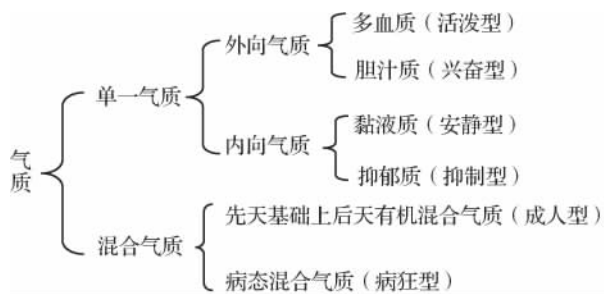 气质
单一气质
外向气质
多血质（活泼型）
胆汁质（兴奋型）
内向气质
黏液质（安静型）
抑郁质（抑制型）
混合气质
先天基础上后天有机混合气质（成人型）
病态混合气质（病狂型）